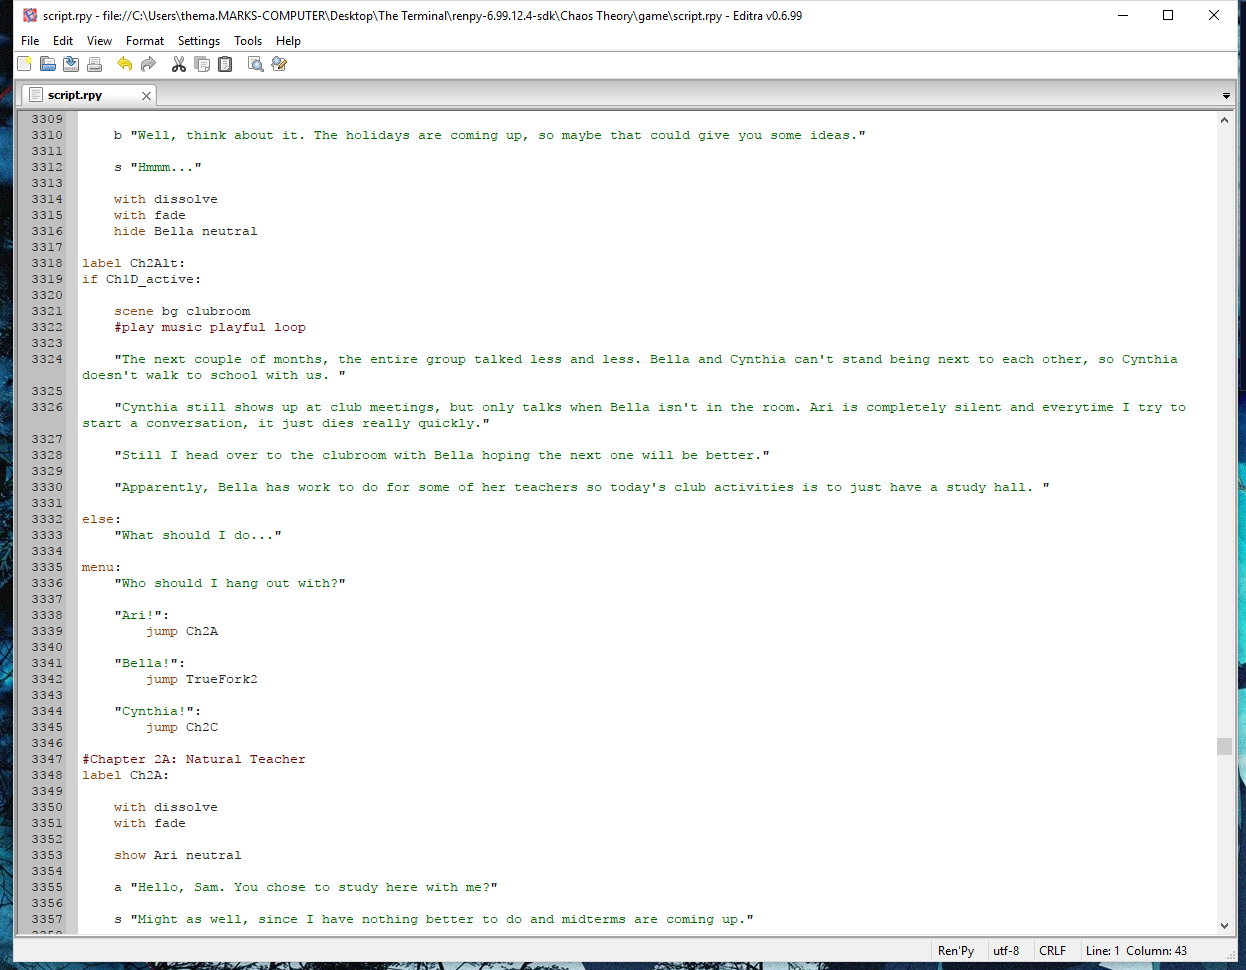 script.rpy - file://C:\Users\thema.MARKS-COMPUTER\Desktop\The Terminal\renpy-6.99.12.4-sdk\Chaos Theory\game\script.rpy - Editra v0.6.99
File Edit View Format Settings Tools Help
script.rpy
3309
3310 b "Well, think about it. The holidays are coming up, so maybe that could give you some ideas."
3311
3312 s "Hmmm..."
3313
3314 with dissolve
3315 with fade
3316 hide Bella neutral
3317
3318 label Ch2Alt:
3319 if Ch1D_active:
3320
3321 scene bg clubroom
3322 #play music playful loop
3323
3324 "The next couple of months, the entire group talked less and less. Bella and Cynthia can't stand being next to each other, so Cynthia
doesn't walk to school with us. "
3325
3326 "Cynthia still shows up at club meetings, but only talks when Bella isn't in the room. Ari is completely silent and everytime I try to
start a conversation, it just dies really quickly."
3327
3328 "Still I head over to the clubroom with Bella hoping the next one will be better."
3329
3330 "Apparently, Bella has work to do for some of her teachers so today's club activities is to just have a study hall. "
3331
3332 else:
3333 "What should I do..."
3334
3335 menu:
3336 "Who should I hang out with?"
3337
3338 "Ari!":
3339 jump Ch2A
3340
3341 "Bella!":
3342 jump TrueFork2
3343
3344 "Cynthia!":
3345 jump Ch2C
3346
3347 #Chapter 2A: Natural Teacher
3348 label Ch2A:
3349
3350 with dissolve
3351 with fade
3352
3353 show Ari neutral
3354
3355 a "Hello, Sam. You chose to study here with me?"
3356
3357 s "Might as well, since I have nothing better to do and midterms are coming up."
Ren'Py utf-8 CRLF Line: 1 Column: 43